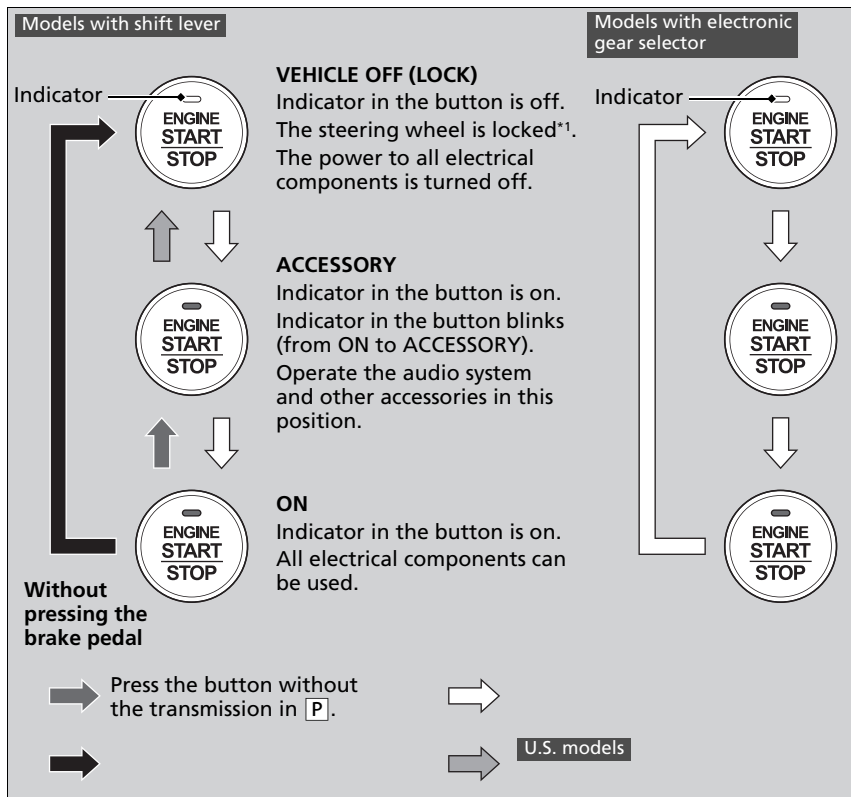 Models with shift lever
Models with electronic
gear selector
Indicator
ENGINE
START
STOP
VEHICLE OFF (LOCK)
Indicator in the button is off.
The steering wheel is locked*1.
The power to all electrical
components is turned off.
Indicator
ENGINE
START
STOP
ENGINE
START
STOP
ACCESSORY
Indicator in the button is on.
Indicator in the button blinks
(from ON to ACCESSORY).
Operate the audio system
and other accessories in this
position.
ENGINE
START
STOP
ENGINE
START
STOP
ON
Indicator in the button is on.
All electrical components can
be used.
ENGINE
START
STOP
Without
pressing the
brake pedal
Press the button without
the transmission in P.
U.S. models